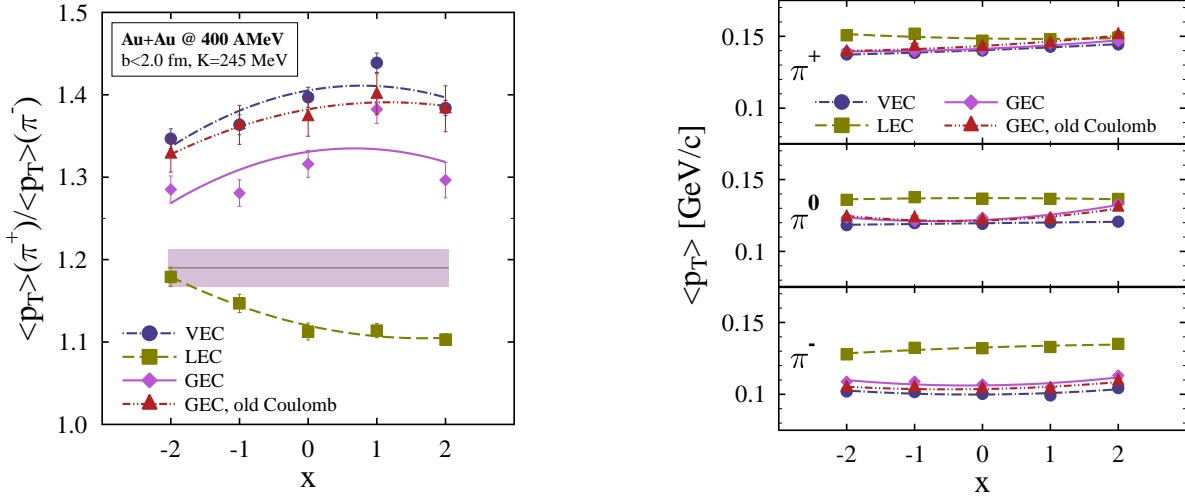 1.5
1.4
1.3
1.2
1.1
1.0
<p_T>(π^+)/<p_T>(π^-)
Au+Au @ 400 AMeV
b<2.0 fm, K=245 MeV
VEC
LEC
GEC
GEC, old Coulomb
-2 -1 0 1 2
x
<p_T> [GeV/c]
0.15
0.1
π^+
VEC GEC
LEC GEC, old Coulomb
0.15
0.1
π^0
0.15
0.1
π^-
-2 -1 0 1 2
x